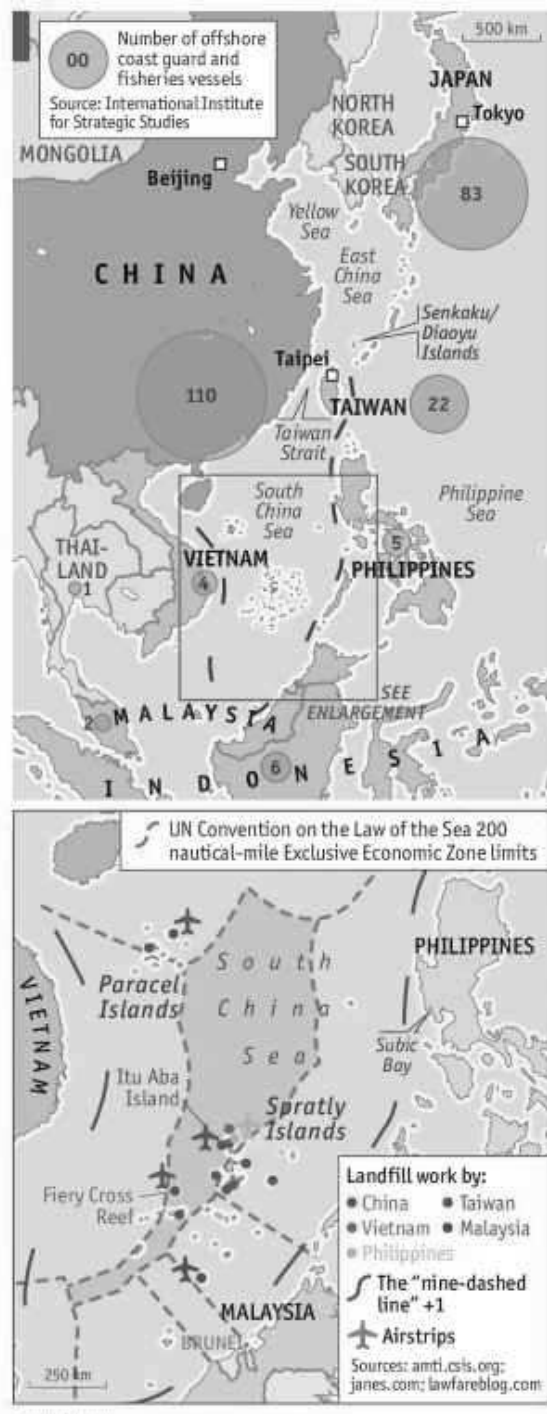 00
Number of offshore
coast guard and
fisheries vessels
Source: International Institute
for Strategic Studies
500 km
JAPAN
Tokyo
NORTH
KOREA
MONGOLIA
Beijing
SOUTH
KOREA
83
Yellow
Sea
CHINA
East
China
Sea
Senkaku/
Diaoyu
Islands
Taipei
110
TAIWAN
22
Taiwan
Strait
South
China
Sea
Philippine
Sea
THAI-
LAND
1
VIETNAM
4
5
PHILIPPINES
SEE
ENLARGEMENT
2
MALAYSIA
6
INDONESIA
UN Convention on the Law of the Sea 200
nautical-mile Exclusive Economic Zone limits
PHILIPPINES
South
China
Sea
VIETNAM
Paracel
Islands
Subic
Bay
Itu Aba
Island
Spratly
Islands
Fiery Cross
Reef
Landfill work by:
China Taiwan
Vietnam Malaysia
Philippines
The "nine-dashed
line" +1
Airstrips
MALAYSIA
BRUNEI
Sources: amti.csis.org;
janes.com; lawfareblog.com
250 km